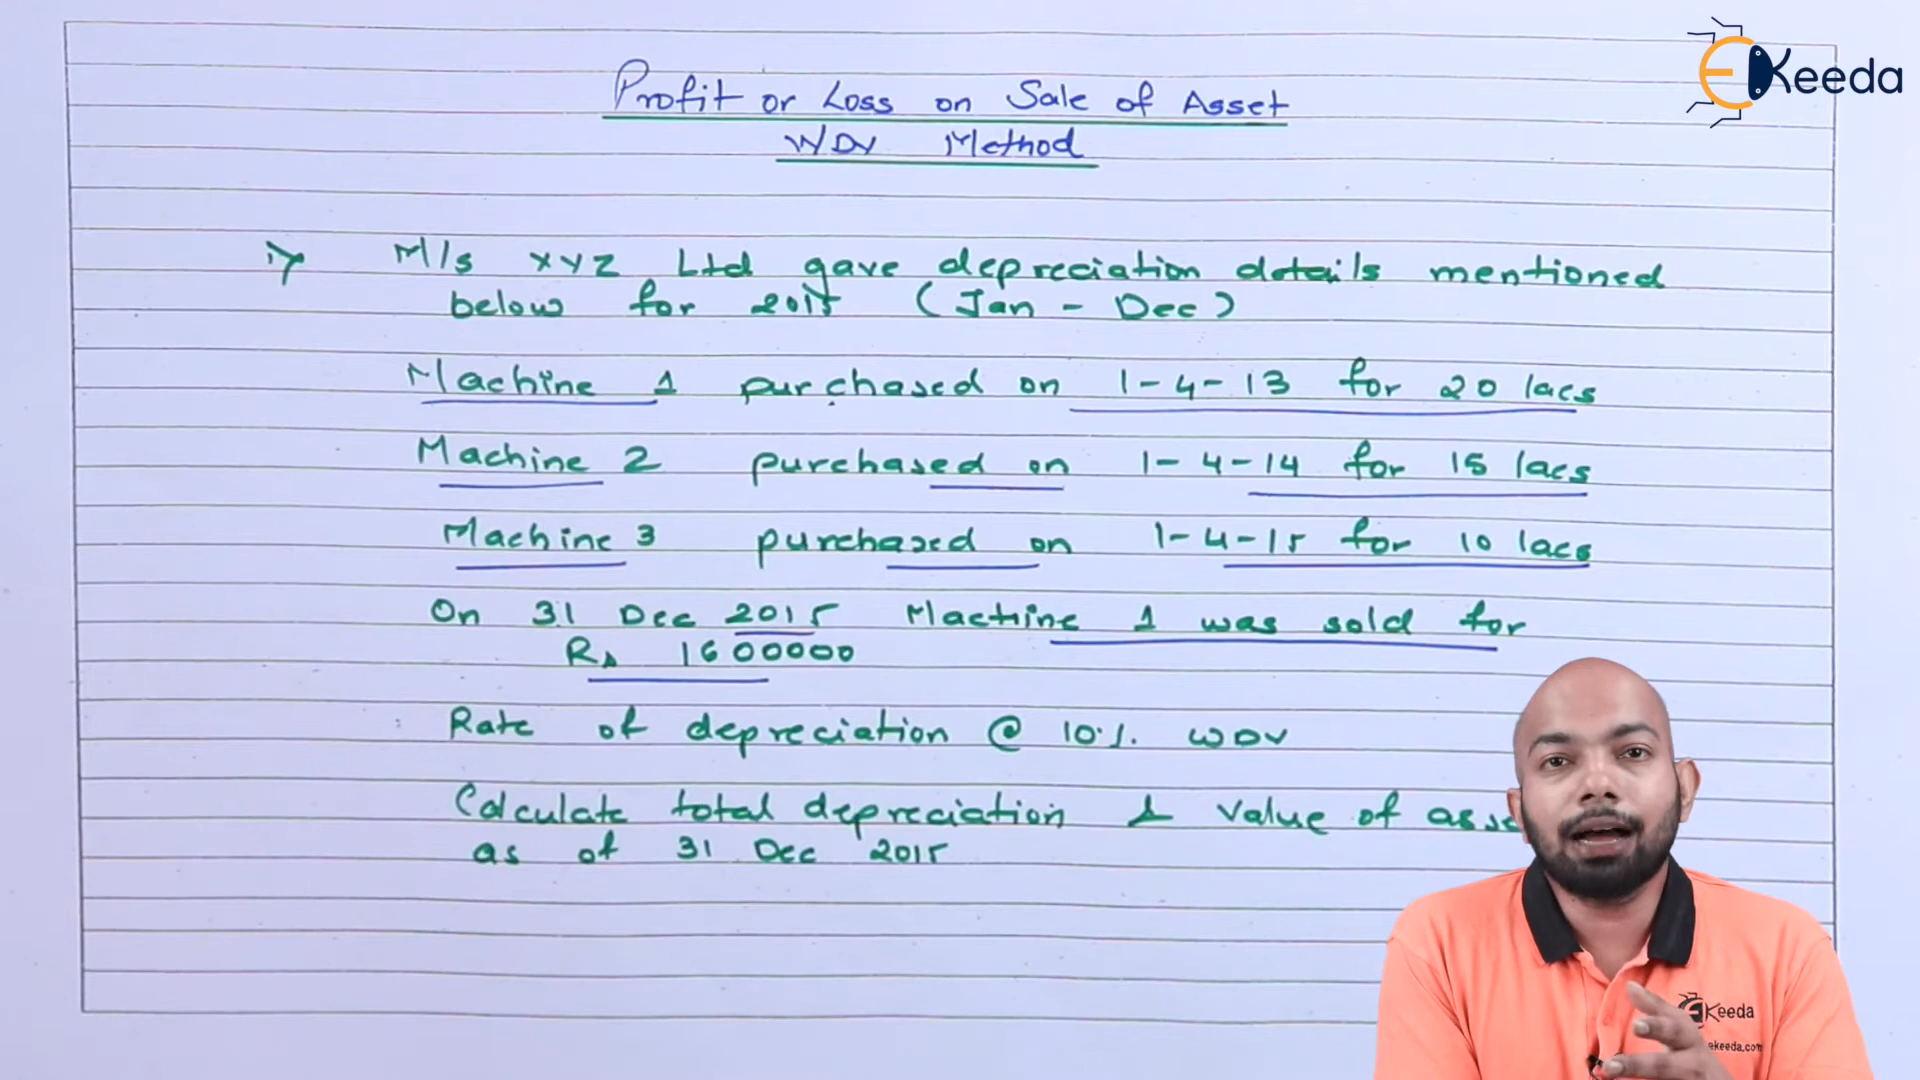 EKeeda
Profit or Loss on Sale of Asset
WDV Method
1> M/s XYZ Ltd gave depreciation details mentioned
below for 2015 (Jan - Dec)
Machine 1 purchased on 1-4-13 for 20 lacs
Machine 2 purchased on 1-4-14 for 15 lacs
Machine 3 purchased on 1-4-15 for 10 lacs
On 31 Dec 2015 Machine 1 was sold for
Rs 1600000
Rate of depreciation @ 10% WDV
Calculate total depreciation & value of
as of 31 Dec 2015
EKeeda
ekeeda.com